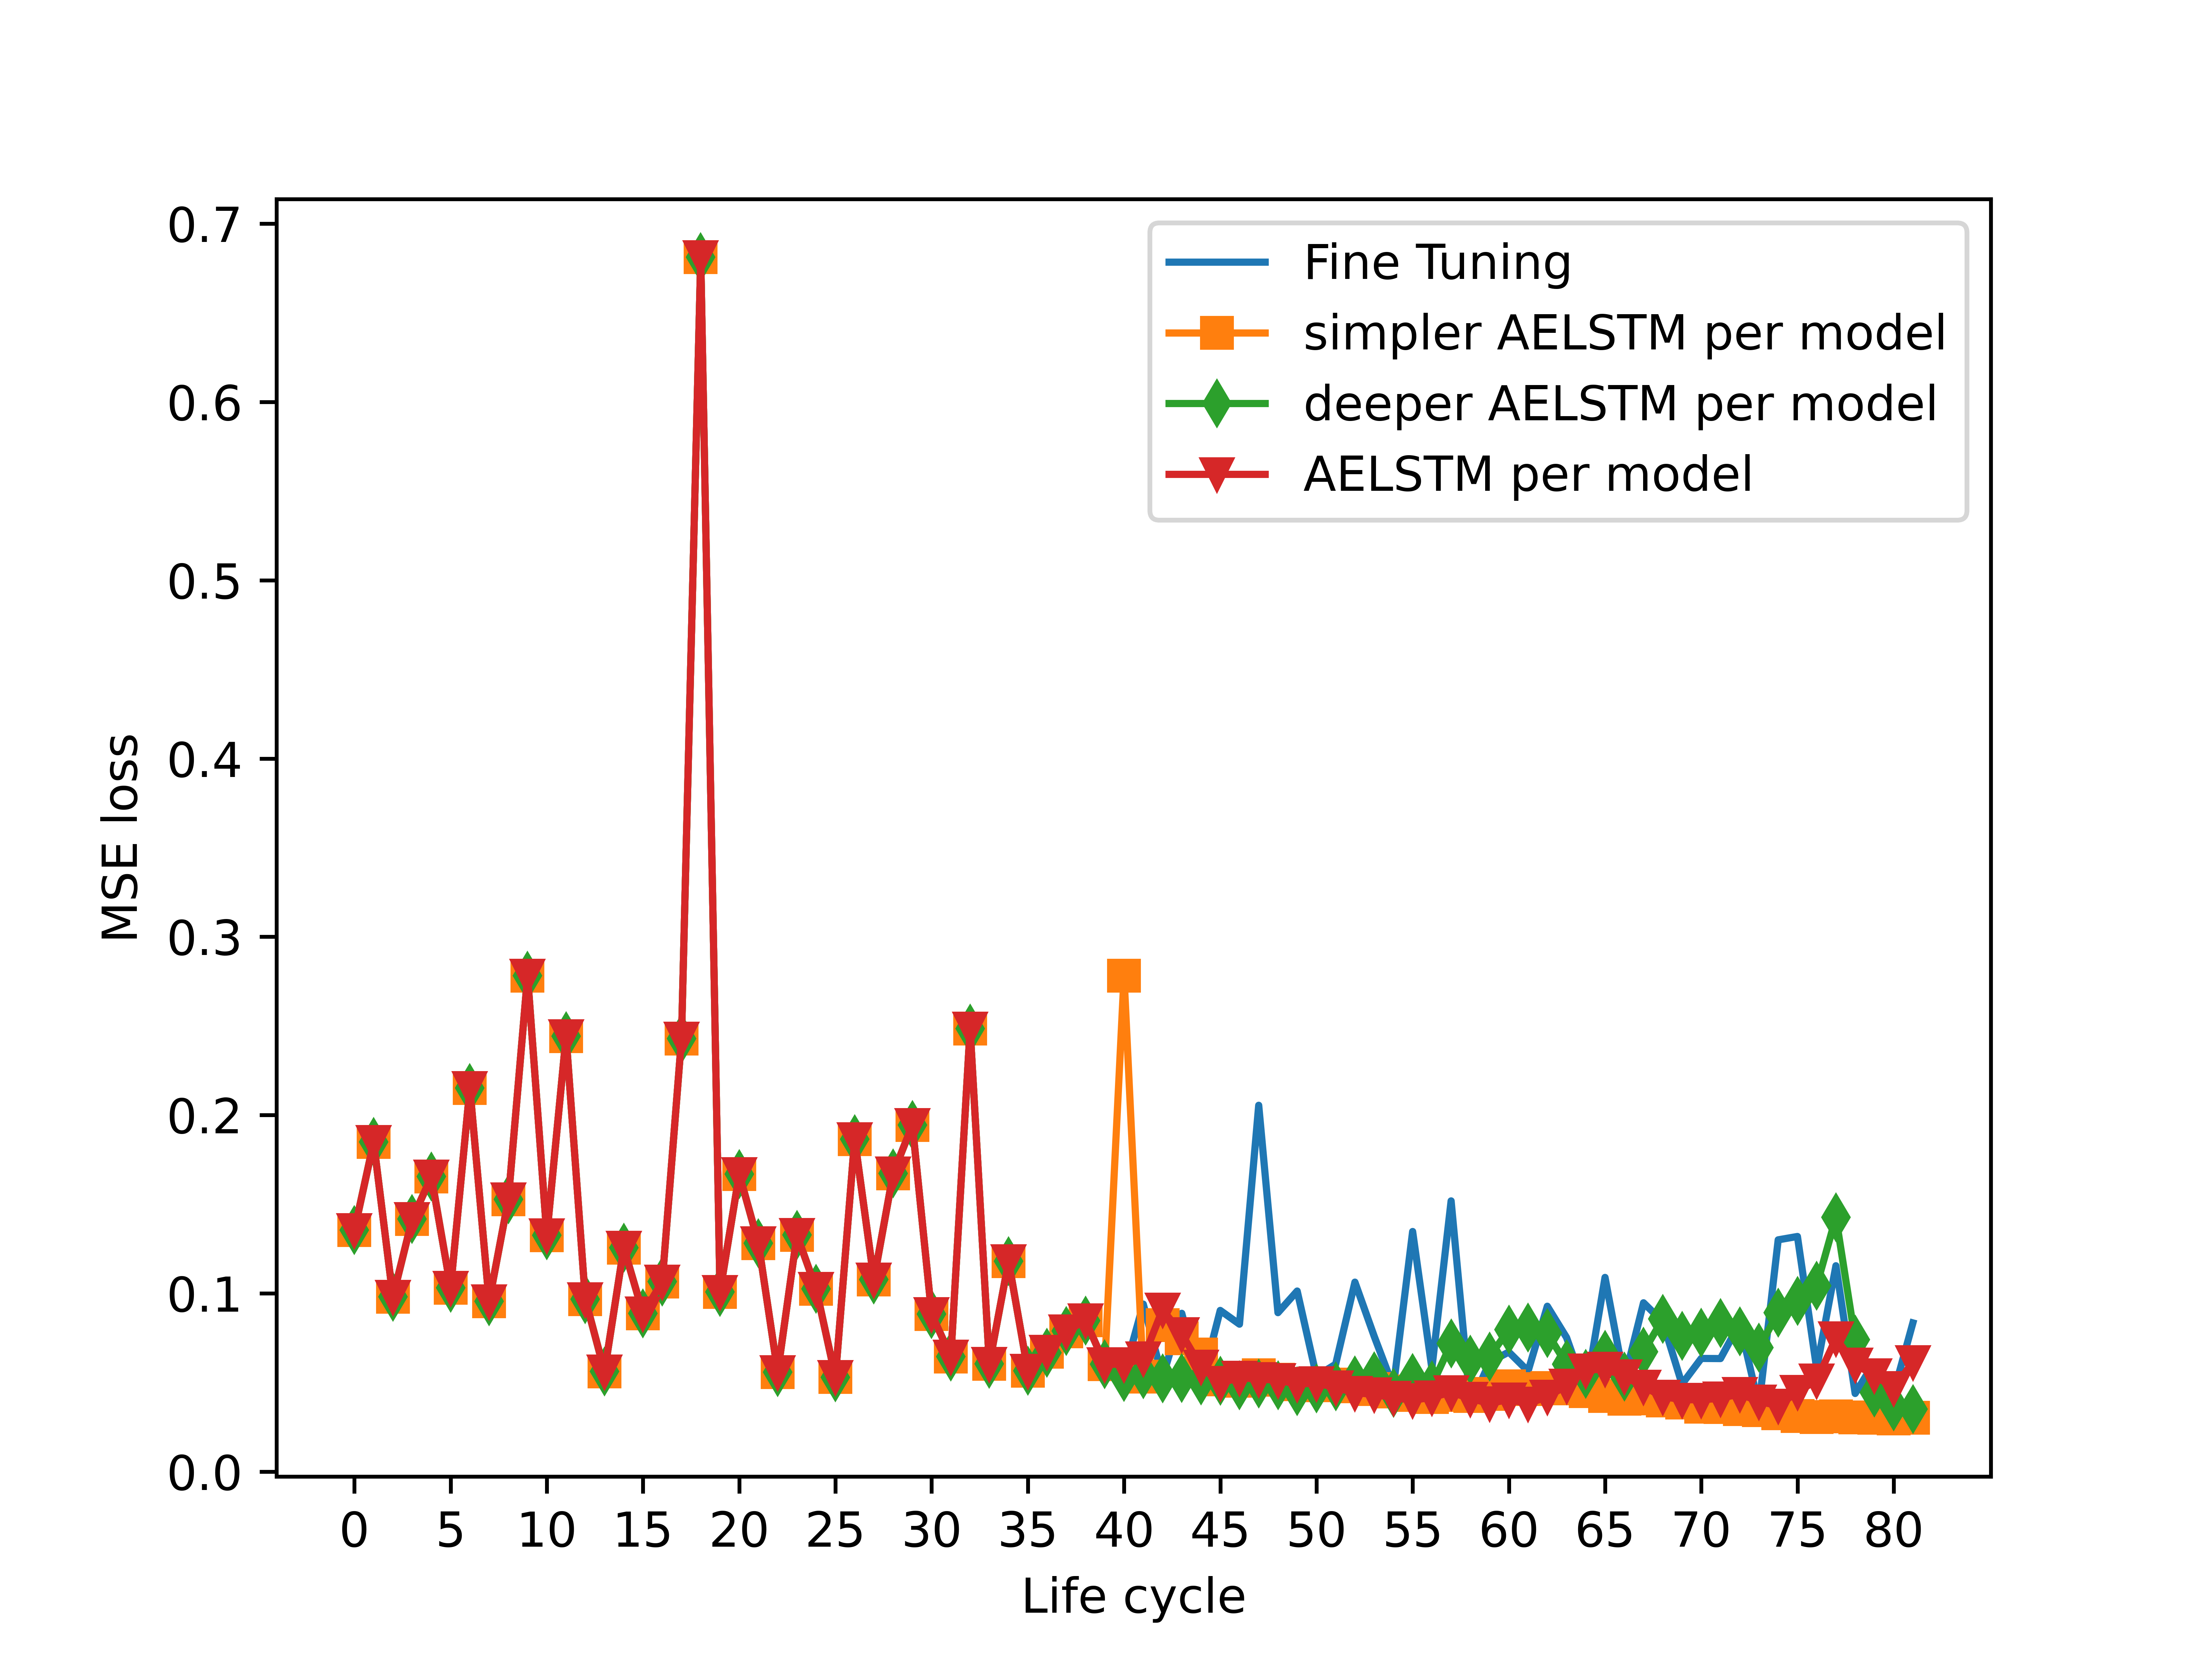 Fine Tuning
simpler AELSTM per model
deeper AELSTM per model
AELSTM per model
0.7
0.6
0.5
0.4
0.3
0.2
0.1
0.0
MSE loss
0 5 10 15 20 25 30 35 40 45 50 55 60 65 70 75 80
Life cycle